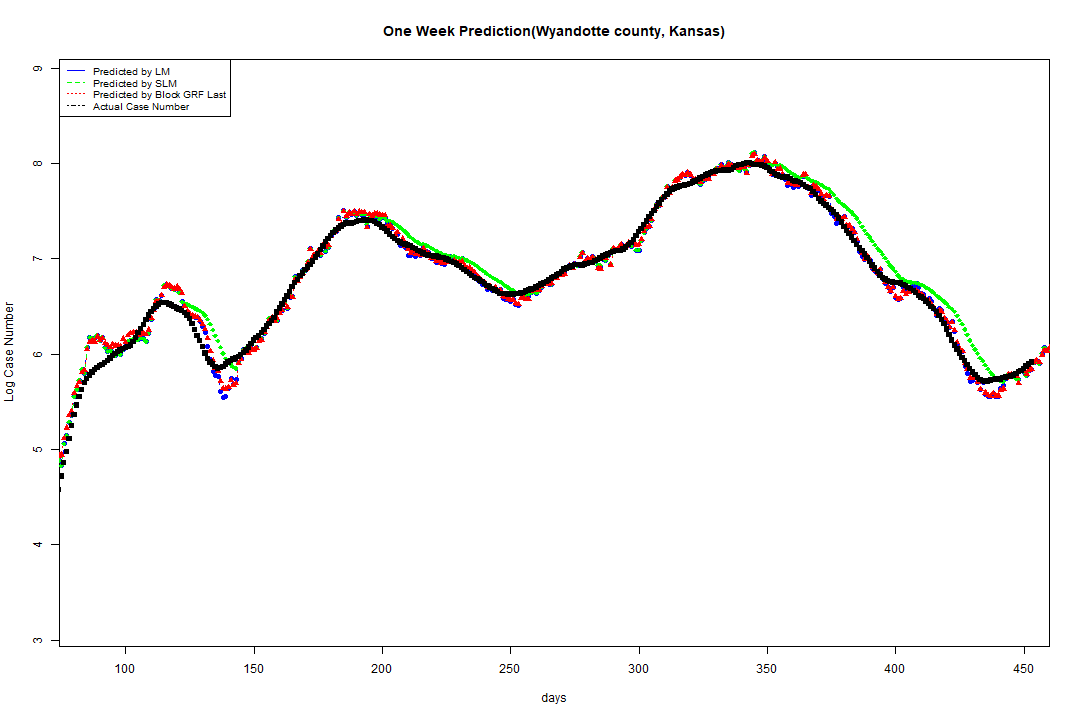 One Week Prediction(Wyandotte county, Kansas)
Predicted by LM
Predicted by SLM
Predicted by Block GRF Last
Actual Case Number
9
8
7
6
5
4
3
Log Case Number
100 150 200 250 300 350 400 450
days